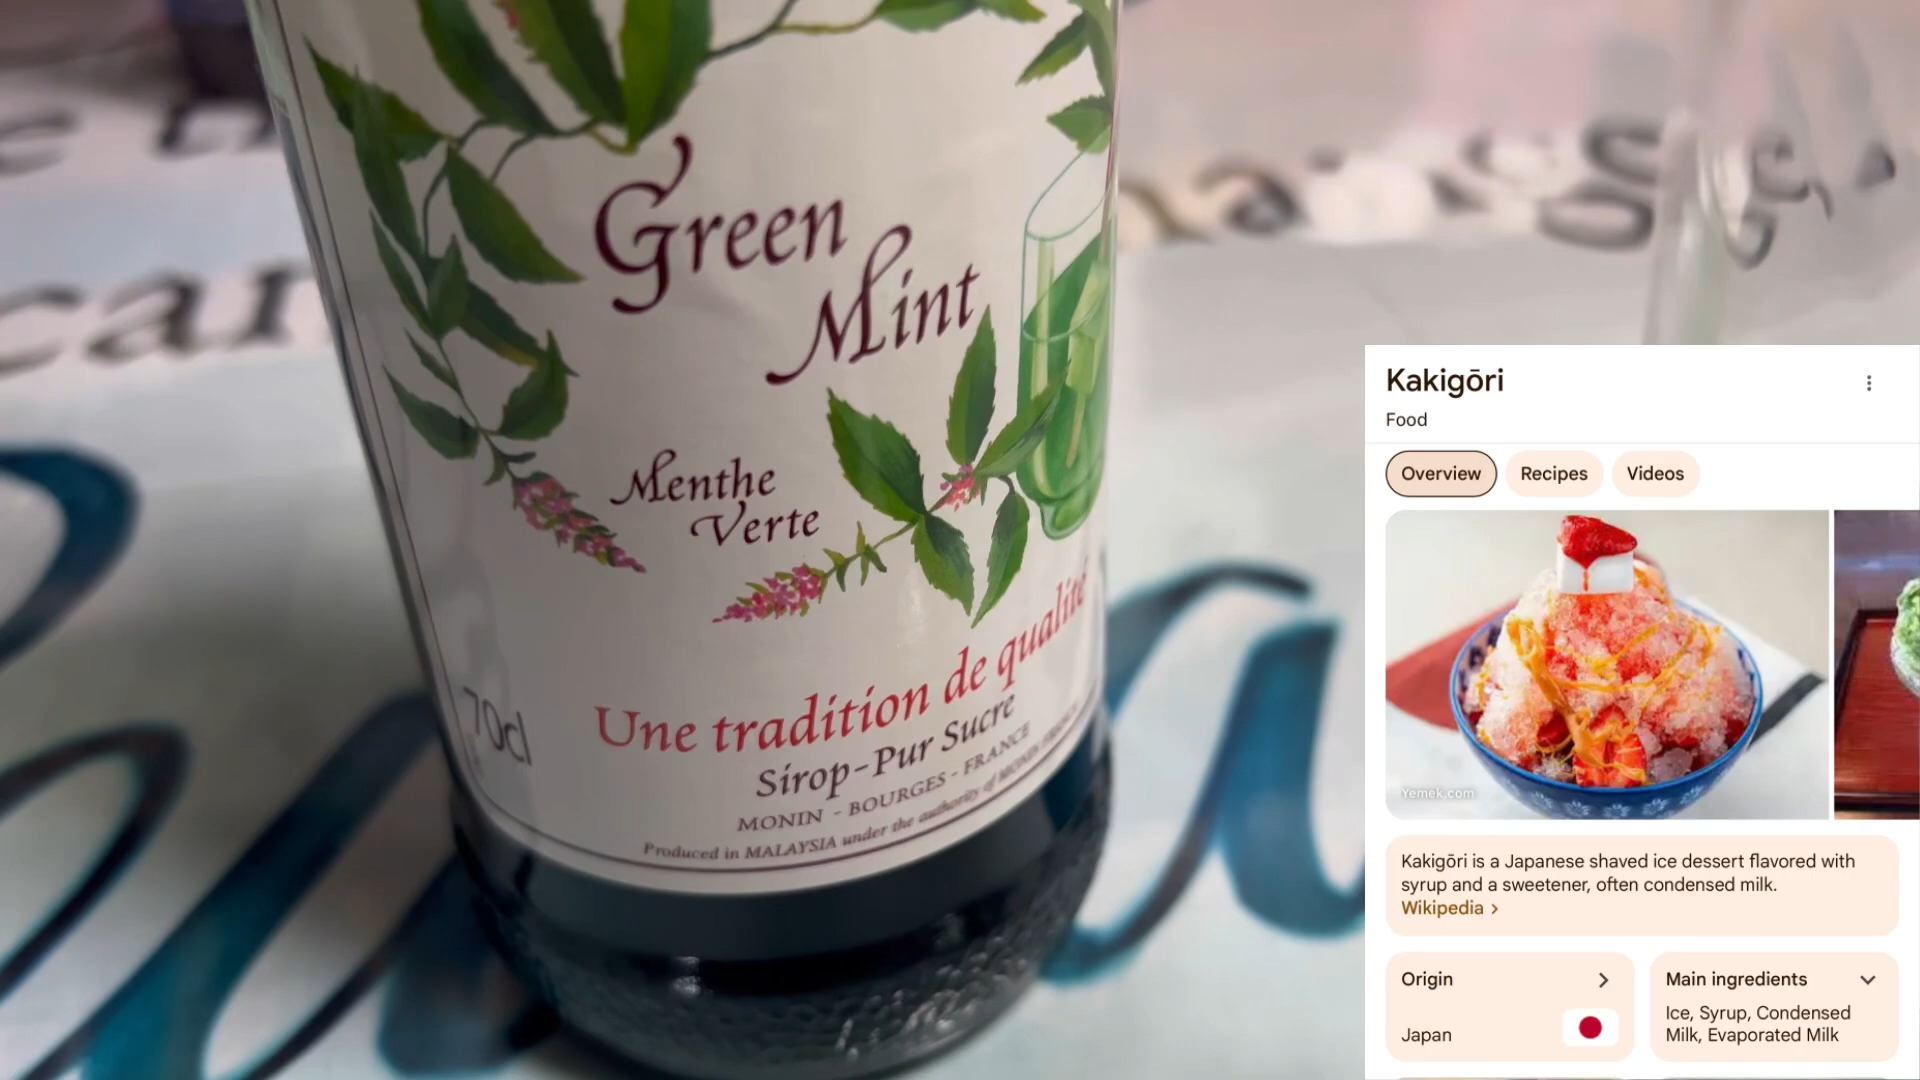 Green
Mint
Menthe
Verte
70cl
Une tradition de qualité
Sirop-Pur Sucre
MONIN - BOURGES - FRANCE
Produced in MALAYSIA under the authority of MONIN FRANCE
Kakigōri
Food
Overview
Recipes
Videos
Yemek.com
Kakigōri is a Japanese shaved ice dessert flavored with
syrup and a sweetener, often condensed milk.
Wikipedia >
Origin
Japan
Main ingredients
Ice, Syrup, Condensed
Milk, Evaporated Milk